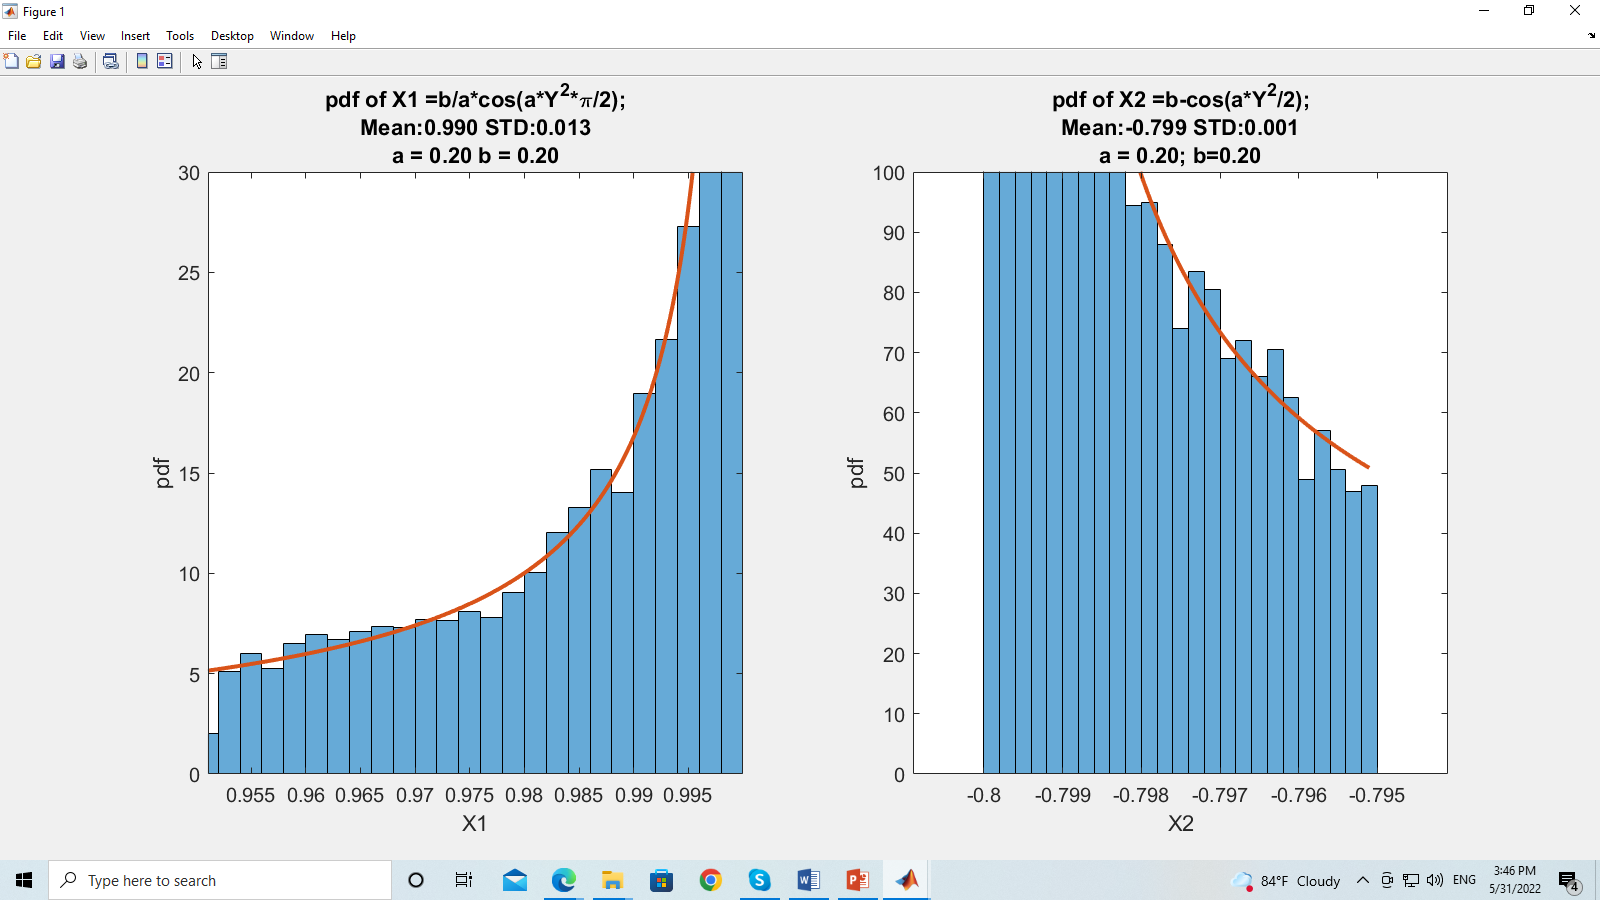 Figure 1
File Edit View Insert Tools Desktop Window Help
pdf of X1 =b/a*cos(a*Y²*π/2);
Mean:0.990 STD:0.013
a = 0.20 b = 0.20
30
25
20
15
10
5
0
pdf
0.955 0.96 0.965 0.97 0.975 0.98 0.985 0.99 0.995
X1
pdf of X2 =b-cos(a*Y²/2);
Mean:-0.799 STD:0.001
a = 0.20; b=0.20
100
90
80
70
60
50
40
30
20
10
0
pdf
-0.8 -0.799 -0.798 -0.797 -0.796 -0.795
X2
Type here to search
84°F Cloudy
ENG
3:46 PM
5/31/2022
4